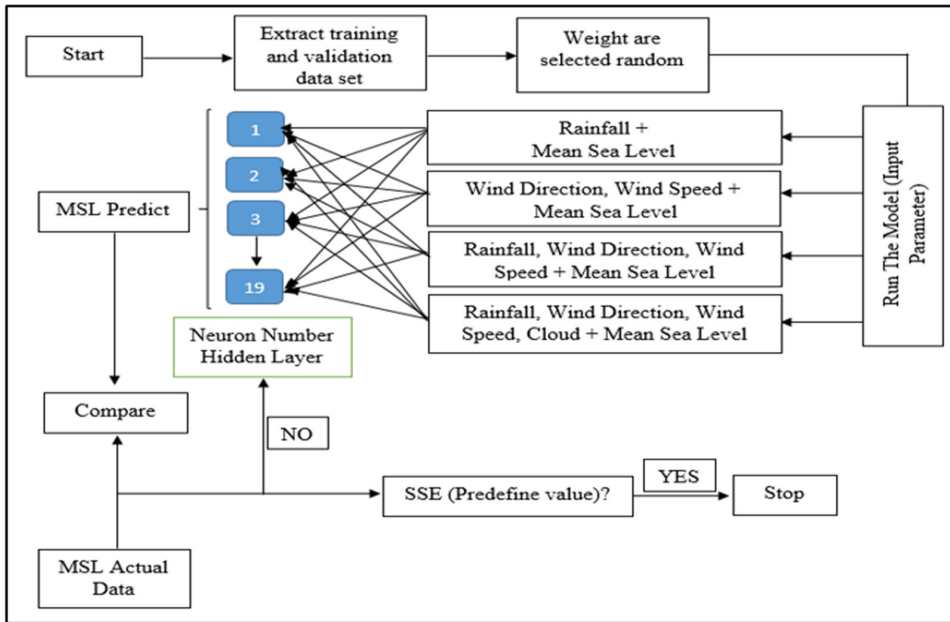 Start
Extract training
and validation
data set
Weight are
selected random
Run The Model (Input
Parameter)
1
2
3
19
Rainfall +
Mean Sea Level
Wind Direction, Wind Speed +
Mean Sea Level
Rainfall, Wind Direction, Wind
Speed + Mean Sea Level
Rainfall, Wind Direction, Wind
Speed, Cloud + Mean Sea Level
MSL Predict
Neuron Number
Hidden Layer
Compare
NO
SSE (Predefine value)?
YES
Stop
MSL Actual
Data